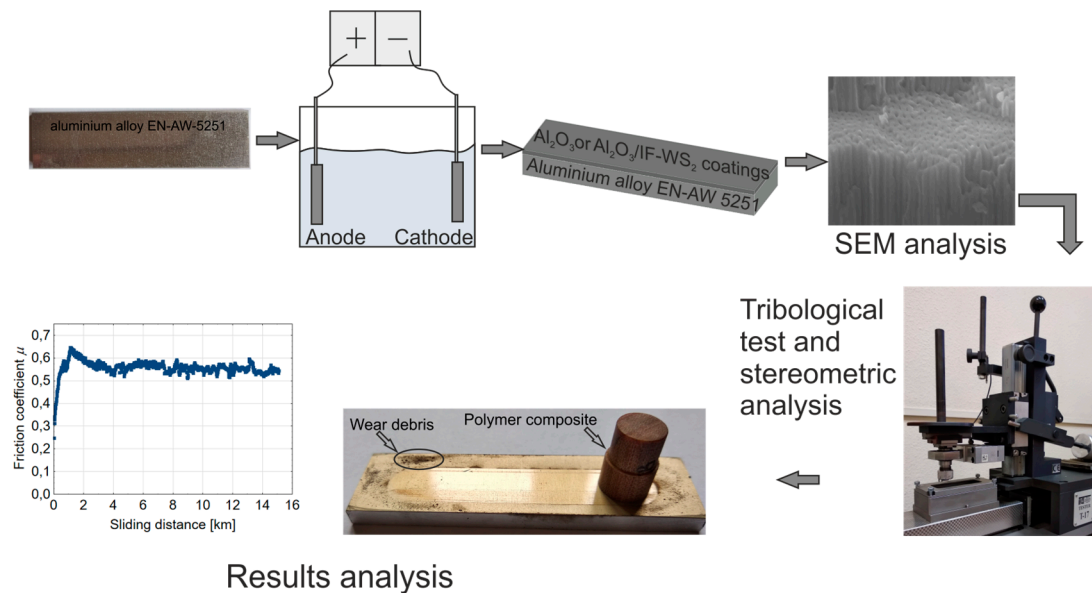 aluminium alloy EN-AW-5251
+ −
Anode Cathode
Al₂O₃or Al₂O₃/IF-WS₂ coatings
Aluminium alloy EN-AW 5251
SEM analysis
Tribological
test and
stereometric
analysis
T-17
Wear debris
Polymer composite
Friction coefficient μ
0,7
0,6
0,5
0,4
0,3
0,2
0,1
0,0
0 2 4 6 8 10 12 14 16
Sliding distance [km]
Results analysis